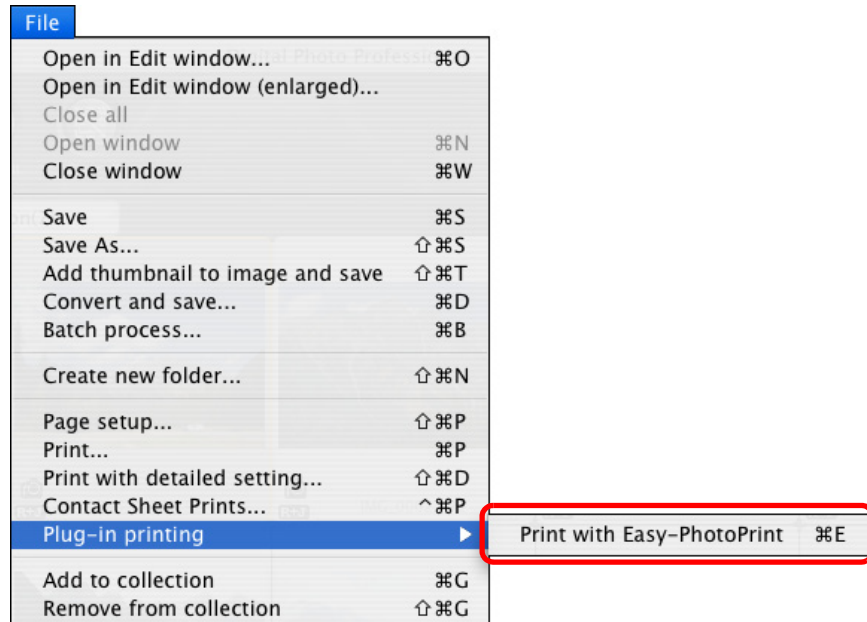 File
Open in Edit window... ⌘O
Open in Edit window (enlarged)...
Close all
Open window ⌘N
Close window ⌘W
Save ⌘S
Save As... ⇧⌘S
Add thumbnail to image and save ⇧⌘T
Convert and save... ⌘D
Batch process... ⌘B
Create new folder... ⇧⌘N
Page setup... ⇧⌘P
Print... ⌘P
Print with detailed setting... ⇧⌘D
Contact Sheet Prints... ^⌘P
Plug-in printing ▶ Print with Easy-PhotoPrint ⌘E
Add to collection ⌘G
Remove from collection ⇧⌘G